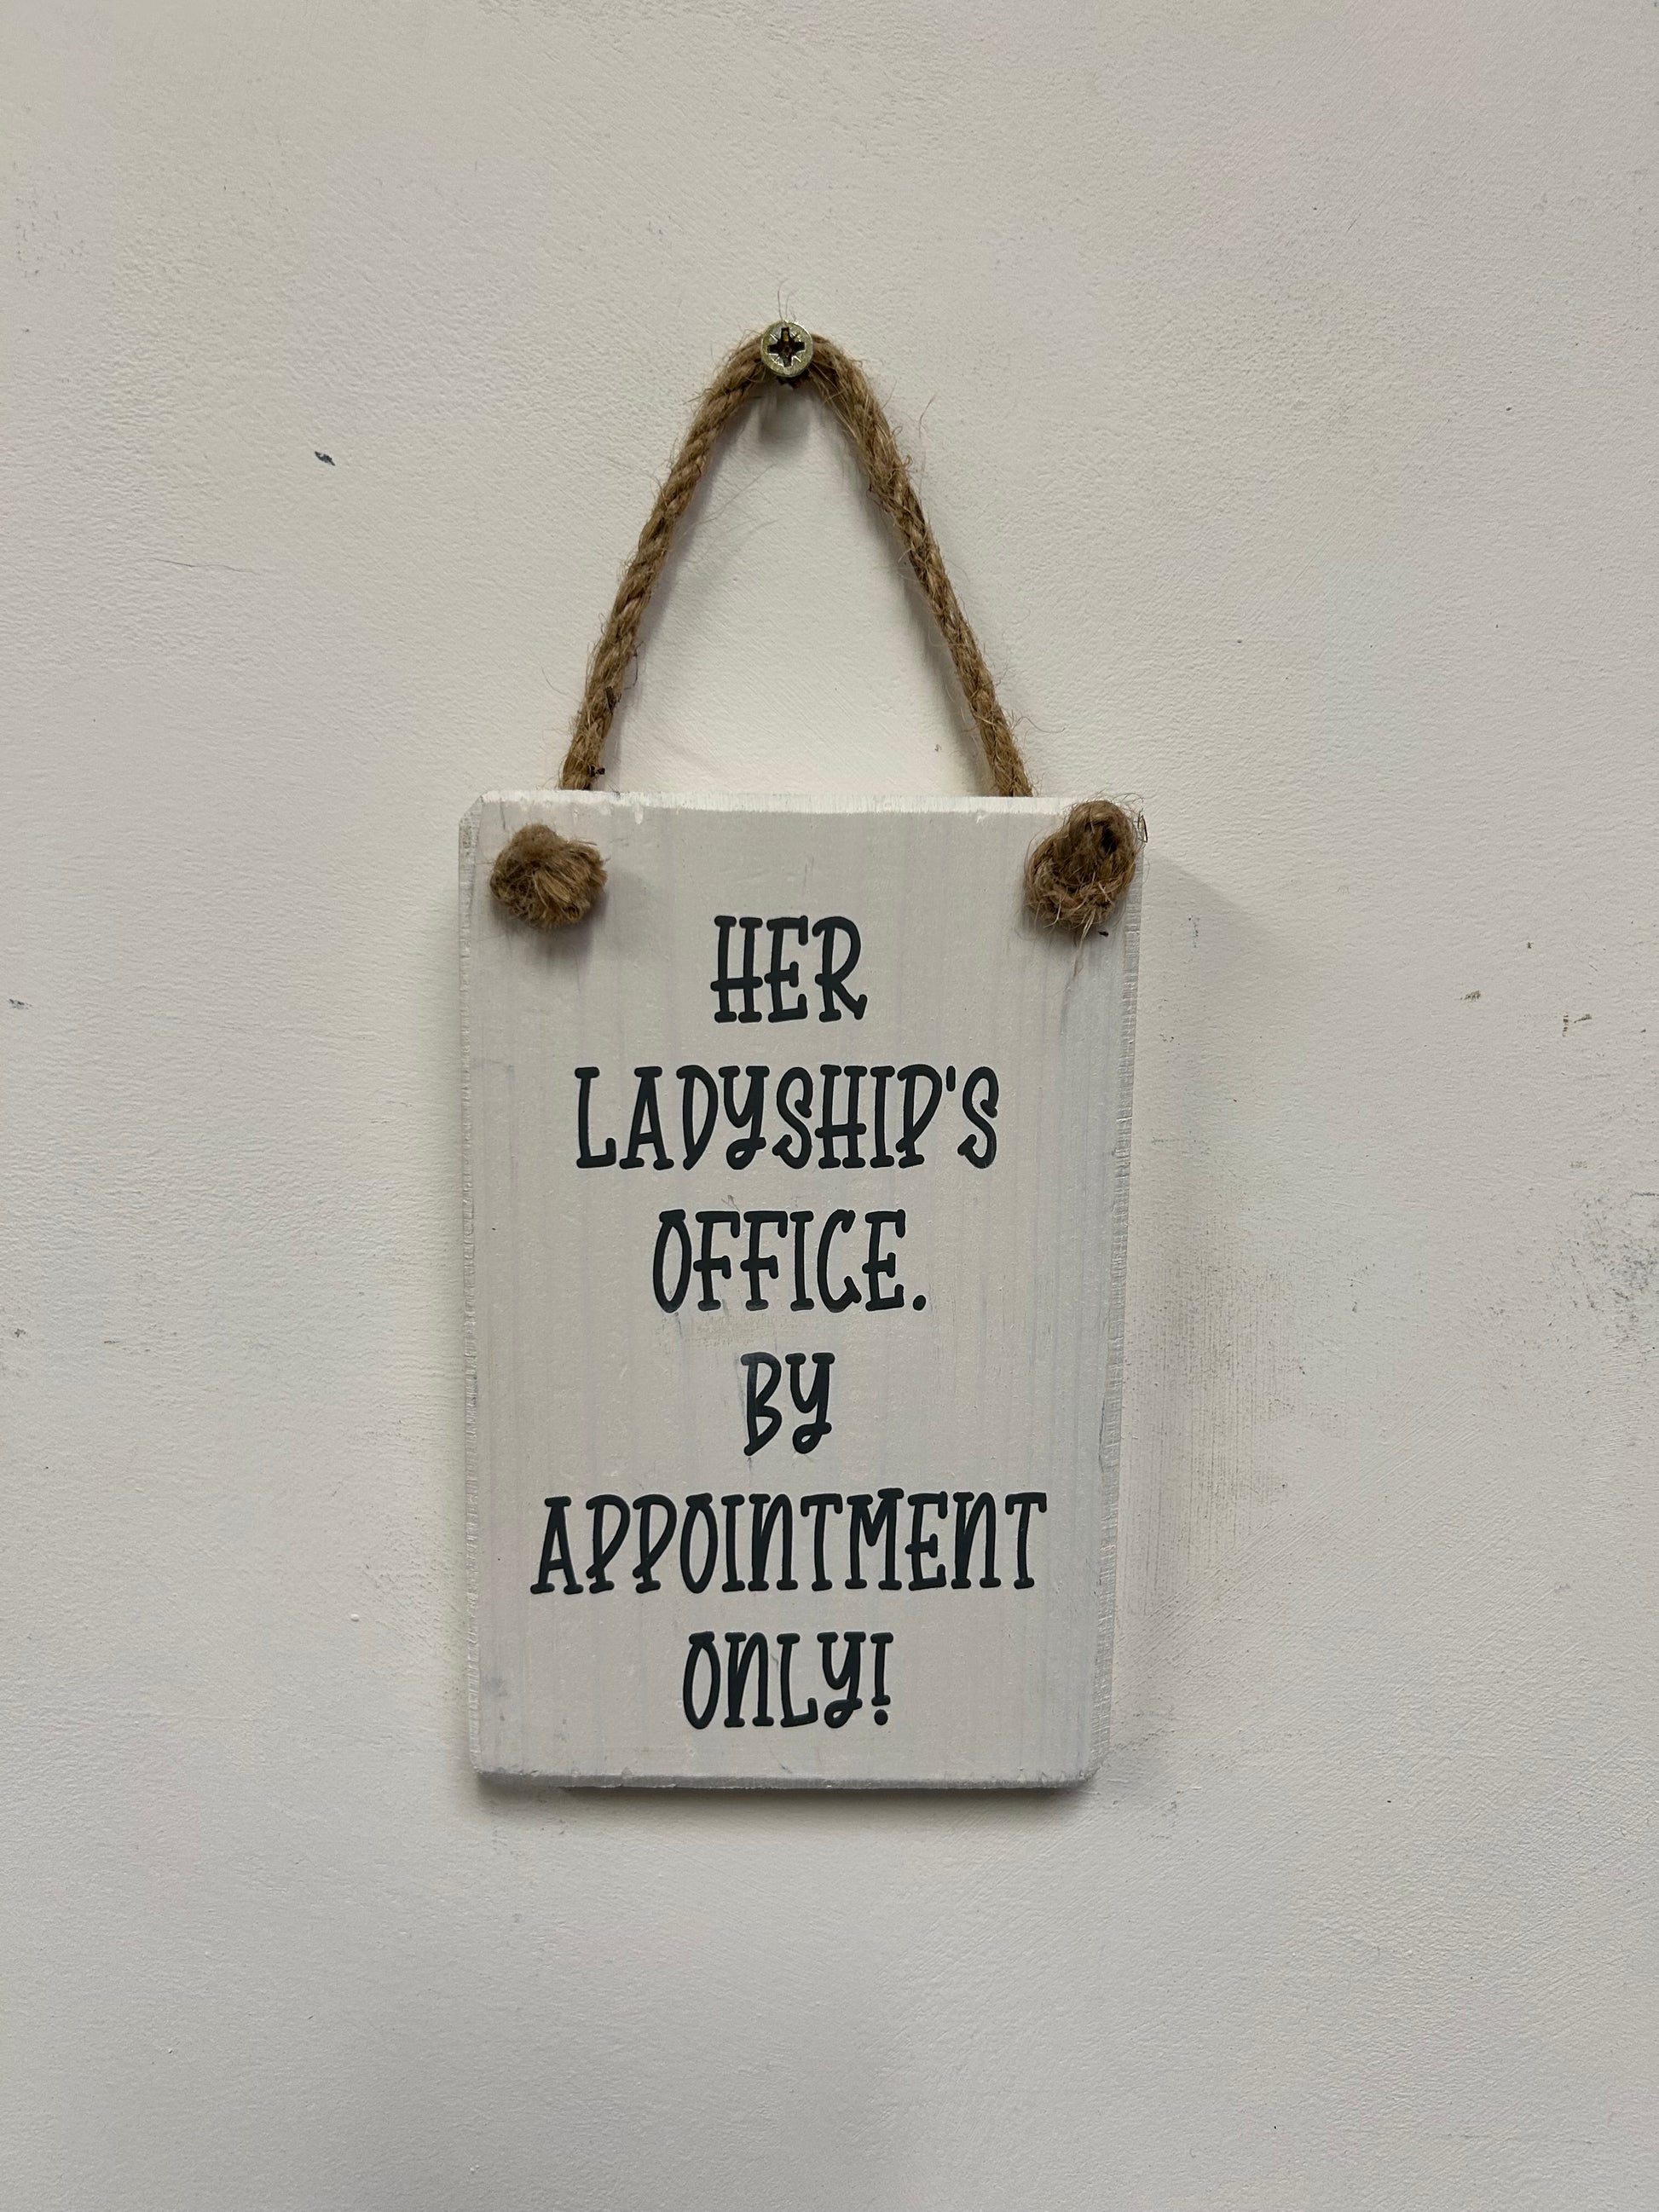 HER
LADYSHIP'S
OFFICE.
BY
APPOINTMENT
ONLY!